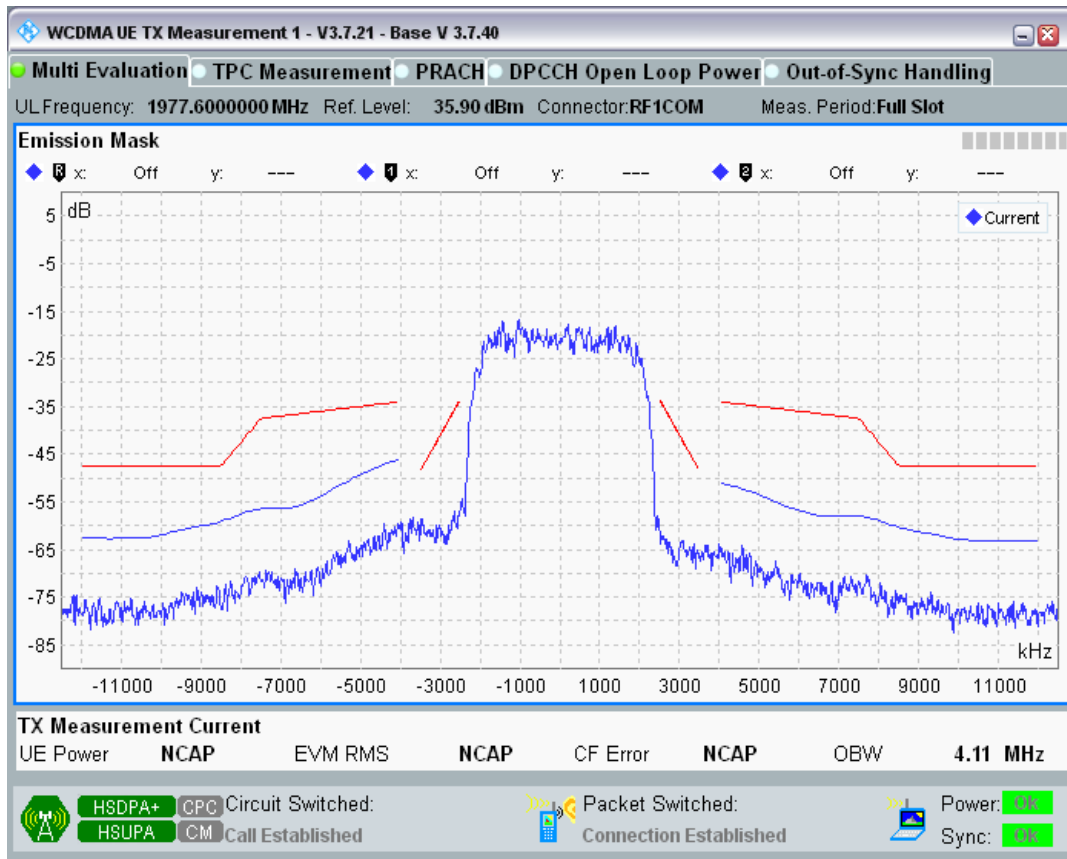 WCDMA UE TX Measurement 1 - V3.7.21 - Base V 3.7.40
Multi Evaluation TPC Measurement PRACH DPCCH Open Loop Power Out-of-Sync Handling
UL Frequency: 1977.6000000 MHz Ref. Level: 35.90 dBm Connector:RF1COM Meas. Period:Full Slot
Emission Mask
R x: Off y: --- 1 x: Off y: --- 2 x: Off y: ---
dB
Current
5
-5
-15
-25
-35
-45
-55
-65
-75
-85
kHz
-11000 -9000 -7000 -5000 -3000 -1000 1000 3000 5000 7000 9000 11000
TX Measurement Current
UE Power NCAP EVM RMS NCAP CF Error NCAP OBW 4.11 MHz
HSDPA+ CPC Circuit Switched: Packet Switched: Power: Ok
HSUPA CM Call Established Connection Established Sync: Ok